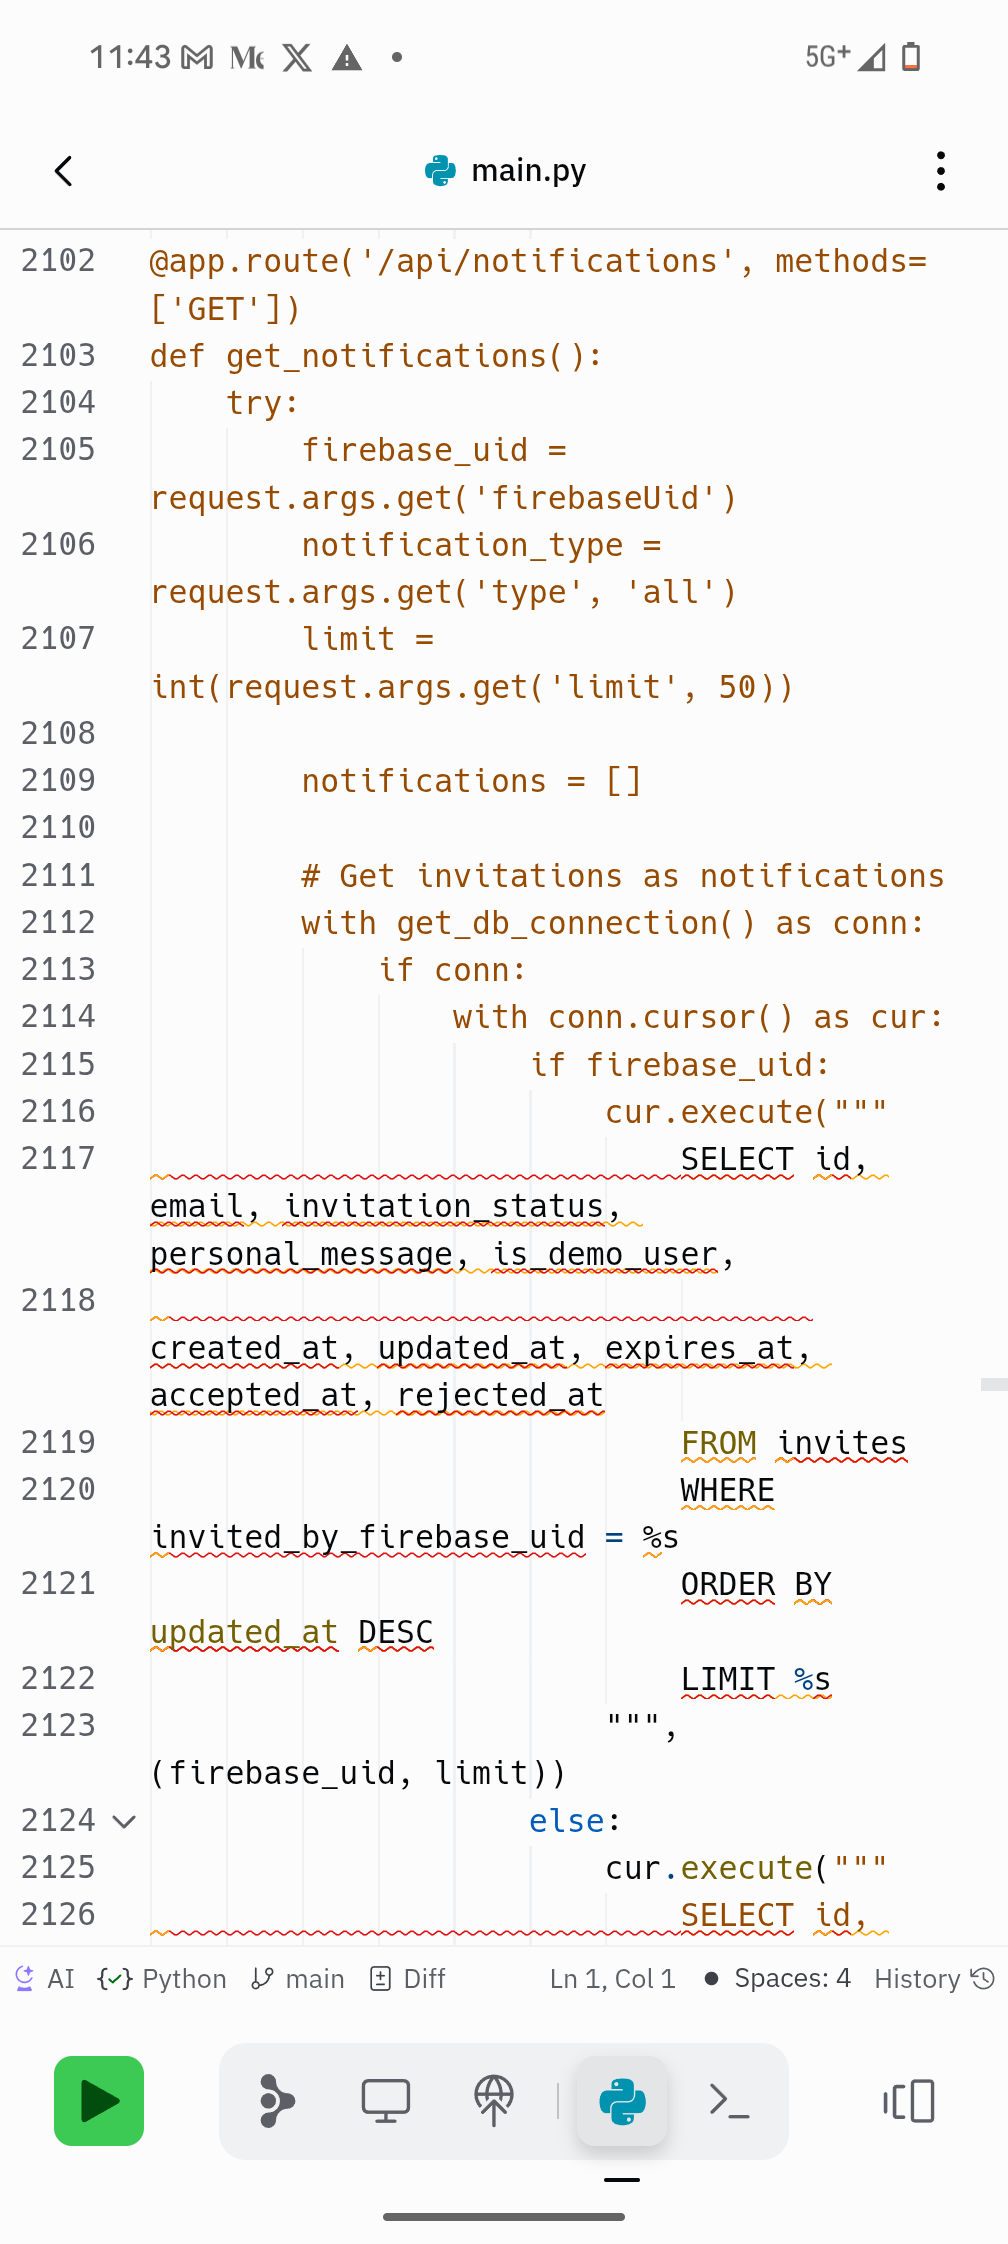 11:43 M Me X 5G+
main.py
2102 @app.route('/api/notifications', methods=
['GET'])
2103 def get_notifications():
2104 try:
2105 firebase_uid =
request.args.get('firebaseUid')
2106 notification_type =
request.args.get('type', 'all')
2107 limit =
int(request.args.get('limit', 50))
2108
2109 notifications = []
2110
2111 # Get invitations as notifications
2112 with get_db_connection() as conn:
2113 if conn:
2114 with conn.cursor() as cur:
2115 if firebase_uid:
2116 cur.execute("""
2117 SELECT id,
email, invitation_status,
personal_message, is_demo_user,
2118
created_at, updated_at, expires_at,
accepted_at, rejected_at
2119 FROM invites
2120 WHERE
invited_by_firebase_uid = %s
2121 ORDER BY
updated_at DESC
2122 LIMIT %s
2123 """,
(firebase_uid, limit))
2124 else:
2125 cur.execute("""
2126 SELECT id,
AI {✓} Python main Diff Ln 1, Col 1 • Spaces: 4 History